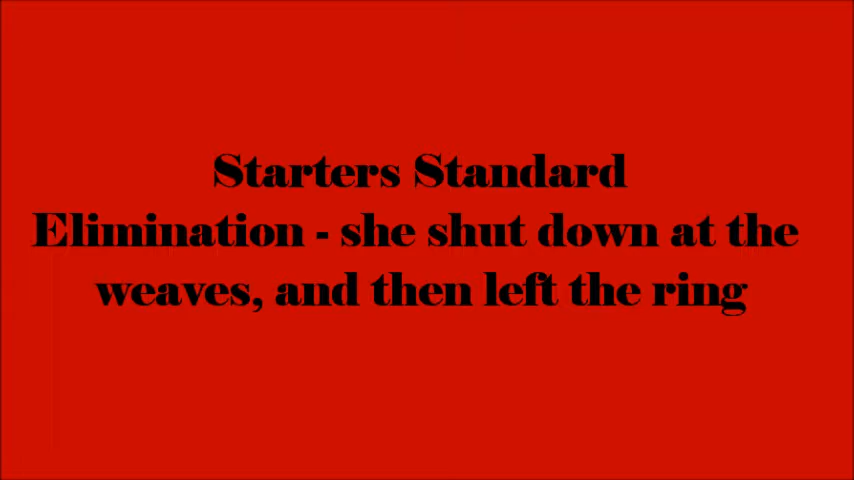 Starters Standard
Elimination - she shut down at the
weaves, and then left the ring